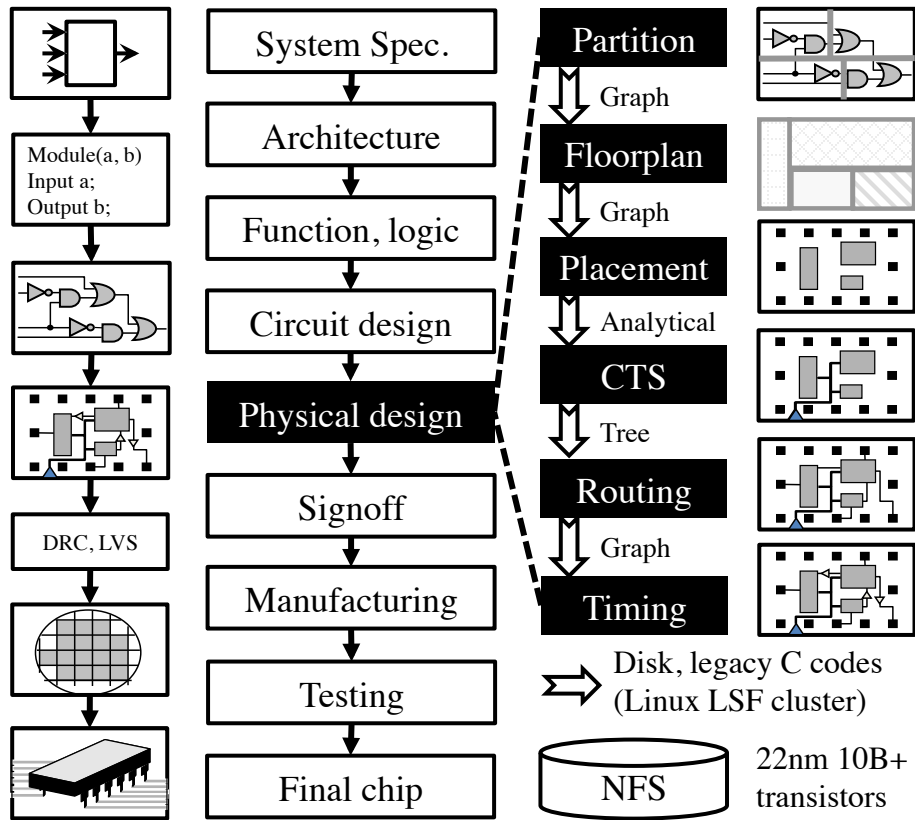 Module(a, b)
Input a;
Output b;
DRC, LVS
System Spec.
Architecture
Function, logic
Circuit design
Physical design
Signoff
Manufacturing
Testing
Final chip
Partition
Graph
Floorplan
Graph
Placement
Analytical
CTS
Tree
Routing
Graph
Timing
Disk, legacy C codes
(Linux LSF cluster)
NFS
22nm 10B+
transistors